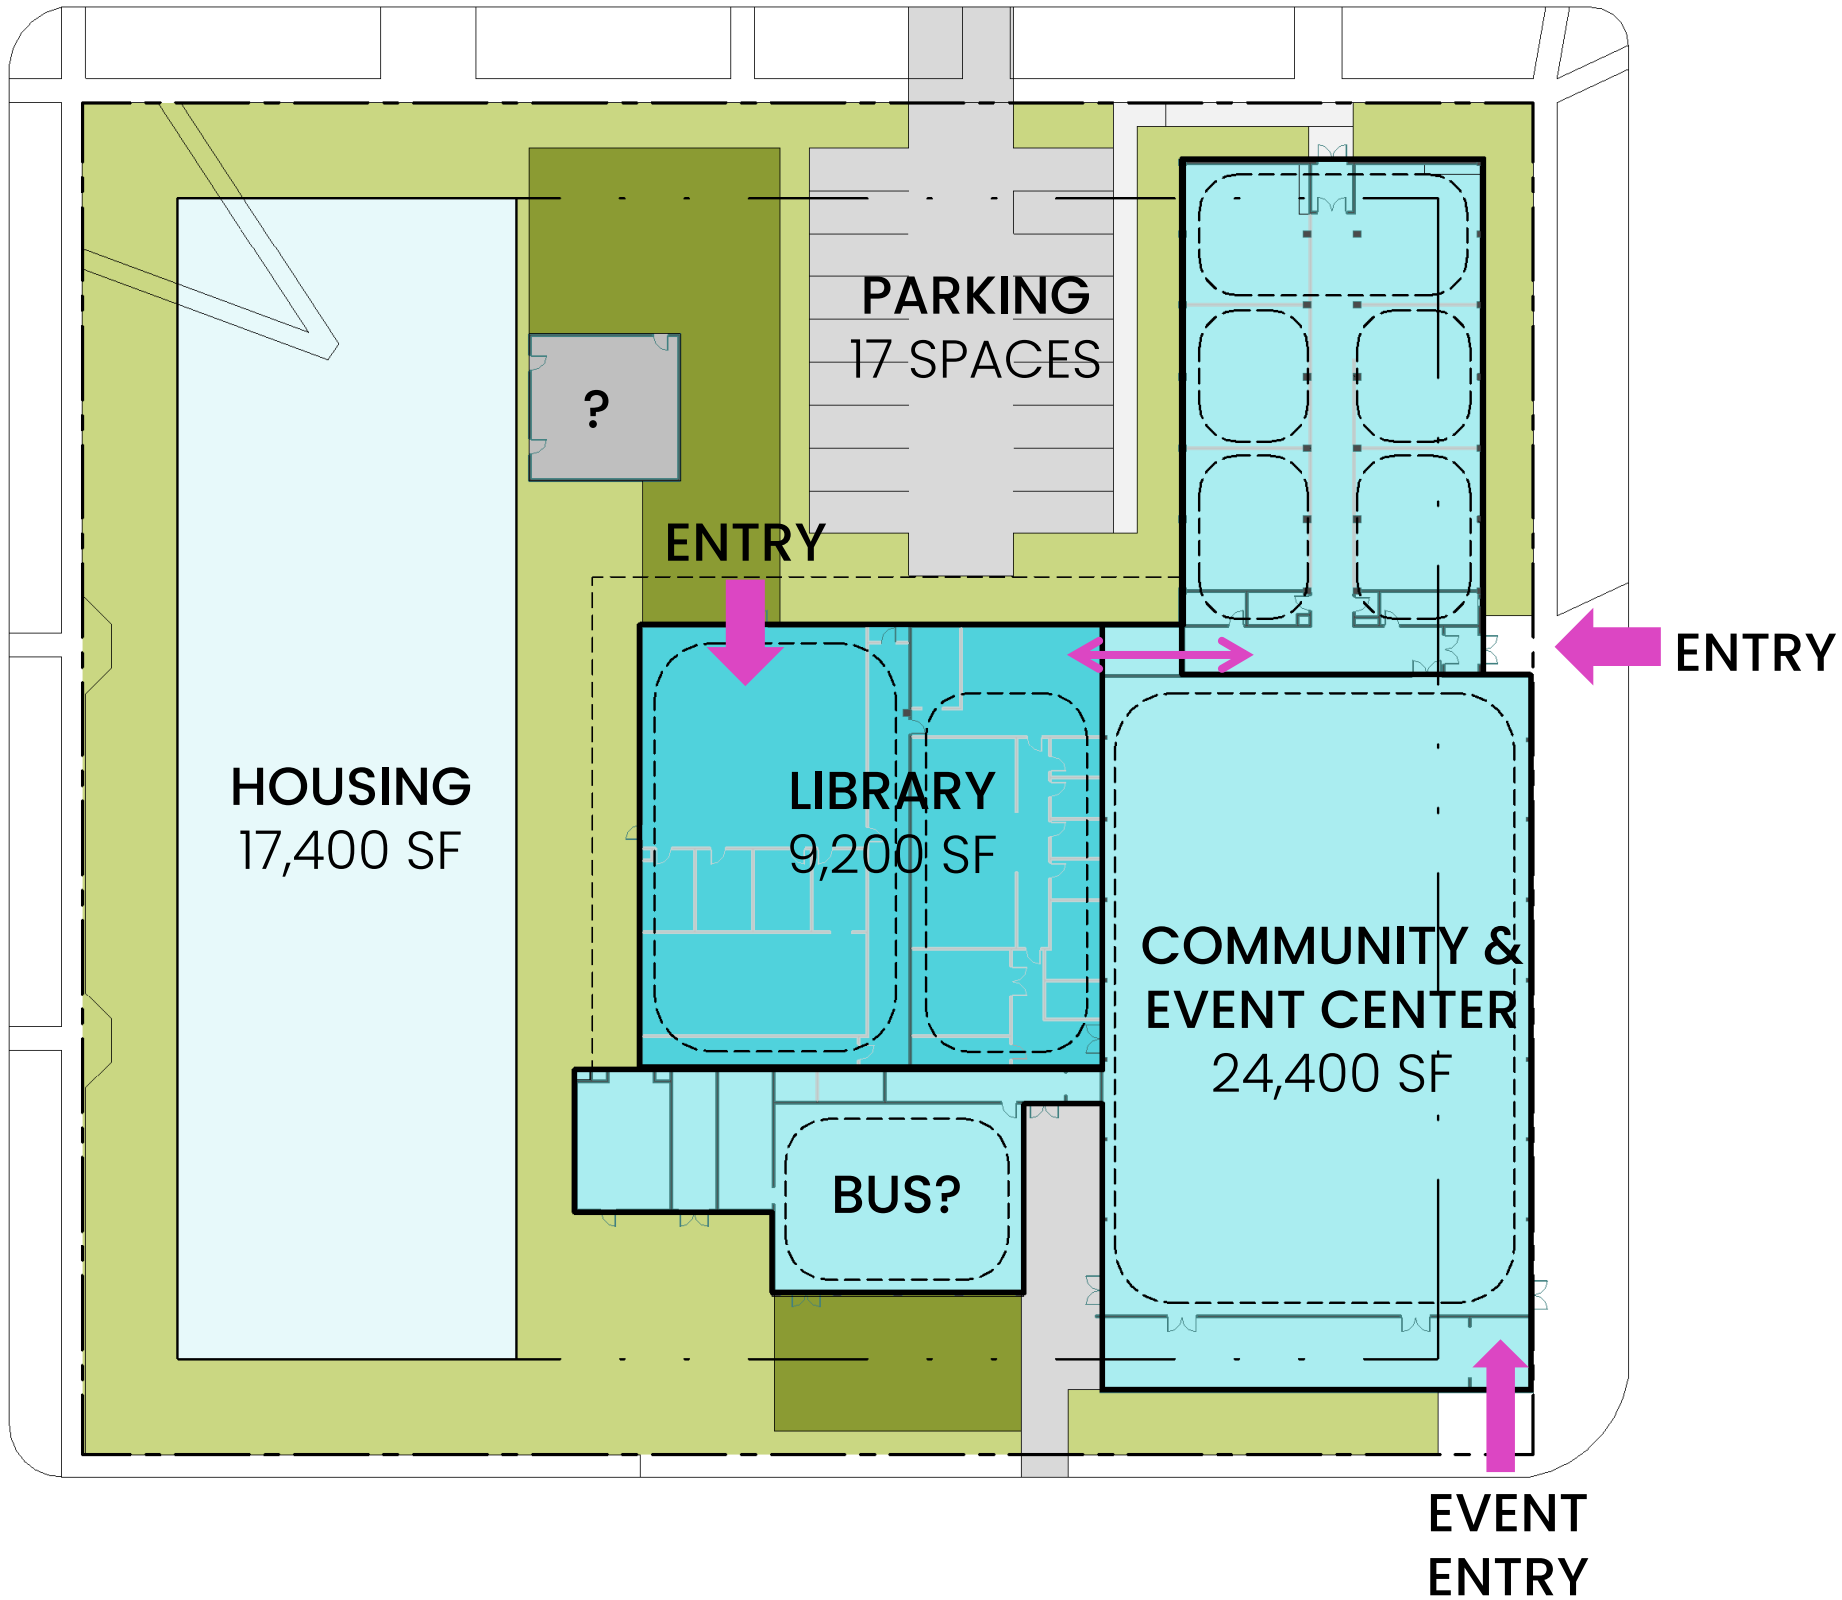 PARKING
17 SPACES
?
ENTRY
ENTRY
HOUSING
17,400 SF
LIBRARY
9,200 SF
COMMUNITY &
EVENT CENTER
24,400 SF
BUS?
EVENT
ENTRY